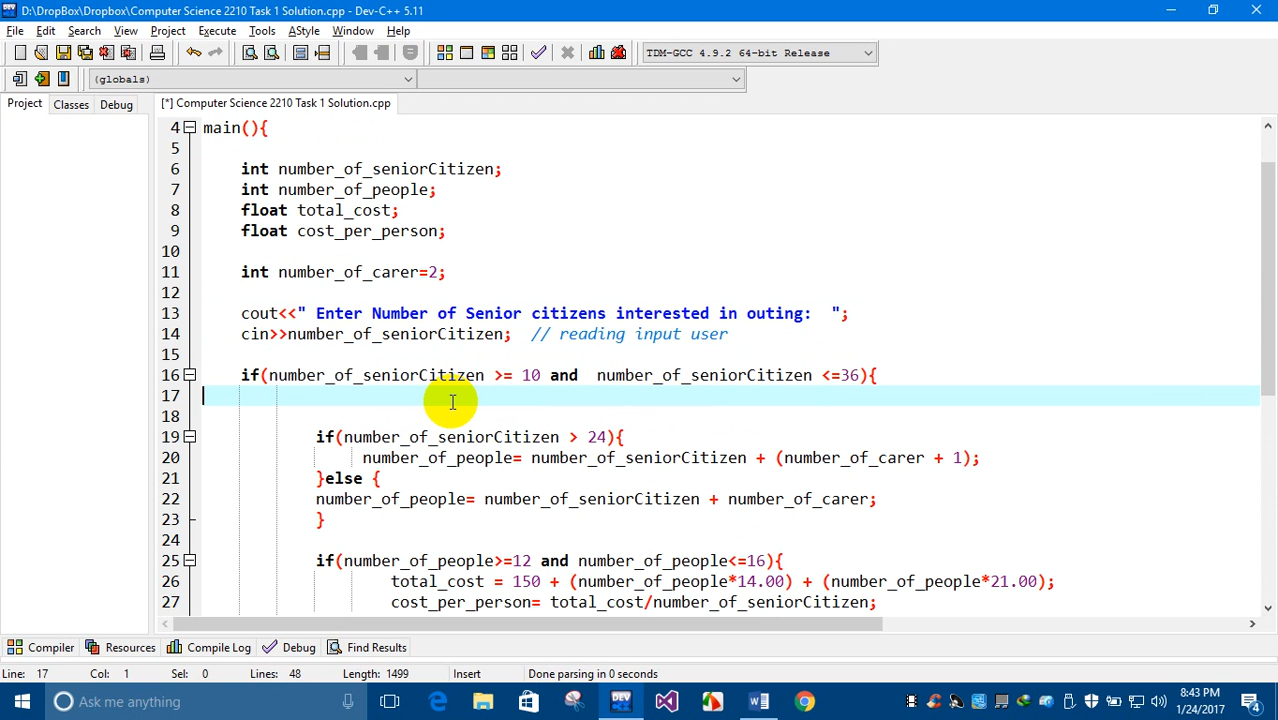 D:\DropBox\Dropbox\Computer Science 2210 Task 1 Solution.cpp - Dev-C++ 5.11
File Edit Search View Project Execute Tools AStyle Window Help
TDM-GCC 4.9.2 64-bit Release
(globals)
Project Classes Debug [*] Computer Science 2210 Task 1 Solution.cpp
4 main(){
5
6 int number_of_seniorCitizen;
7 int number_of_people;
8 float total_cost;
9 float cost_per_person;
10
11 int number_of_carer=2;
12
13 cout<<" Enter Number of Senior citizens interested in outing:  ";
14 cin>>number_of_seniorCitizen;  // reading input user
15
16 if(number_of_seniorCitizen >= 10 and  number_of_seniorCitizen <=36){
17
18
19 if(number_of_seniorCitizen > 24){
20 number_of_people= number_of_seniorCitizen + (number_of_carer + 1);
21 }else {
22 number_of_people= number_of_seniorCitizen + number_of_carer;
23 }
24
25 if(number_of_people>=12 and number_of_people<=16){
26 total_cost = 150 + (number_of_people*14.00) + (number_of_people*21.00);
27 cost_per_person= total_cost/number_of_seniorCitizen;
Compiler Resources Compile Log Debug Find Results
Line: 17 Col: 1 Sel: 0 Lines: 48 Length: 1499 Insert Done parsing in 0 seconds
Ask me anything
8:43 PM
1/24/2017
4